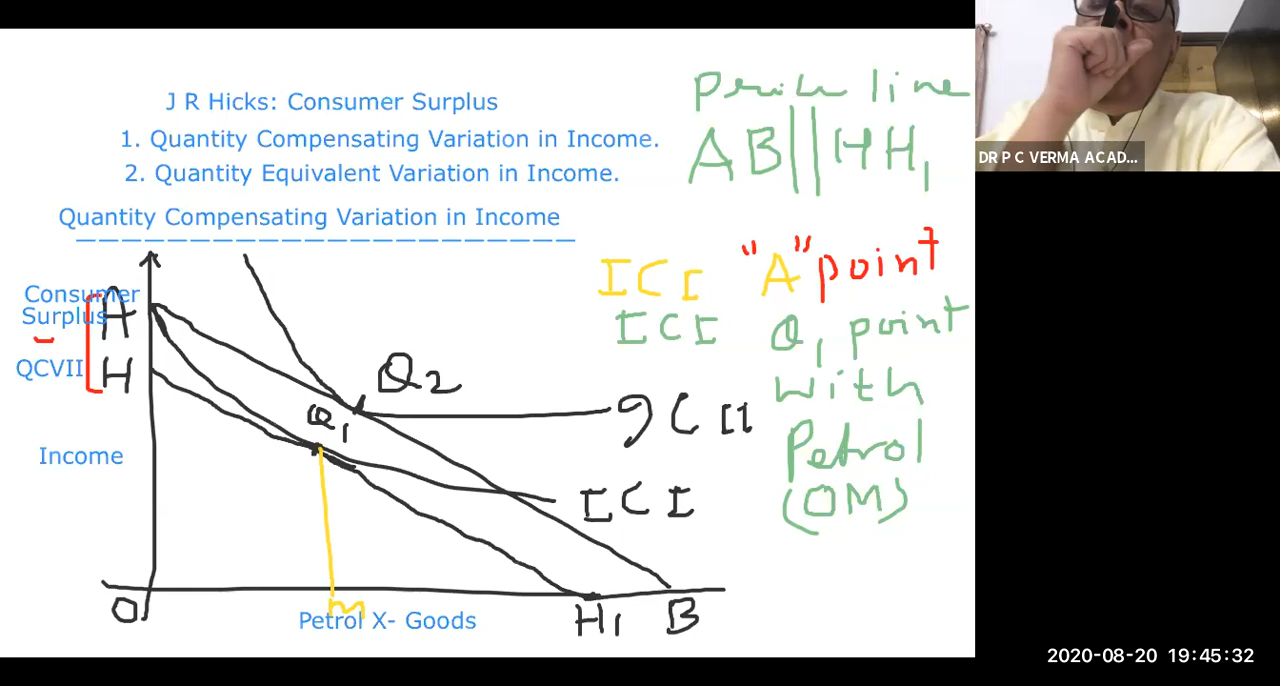 J R Hicks: Consumer Surplus
1. Quantity Compensating Variation in Income.
2. Quantity Equivalent Variation in Income.
Quantity Compensating Variation in Income
Consumer
Surplus
A
QCVII
H
Income
O
Q2
Q1
ICII
ICI
M
Petrol X- Goods
H1
B
line
AB||HH1
ICI "A" point
ICI Q1 point
with
Petrol
(OM)
DR P C VERMA ACAD...
2020-08-20 19:45:32